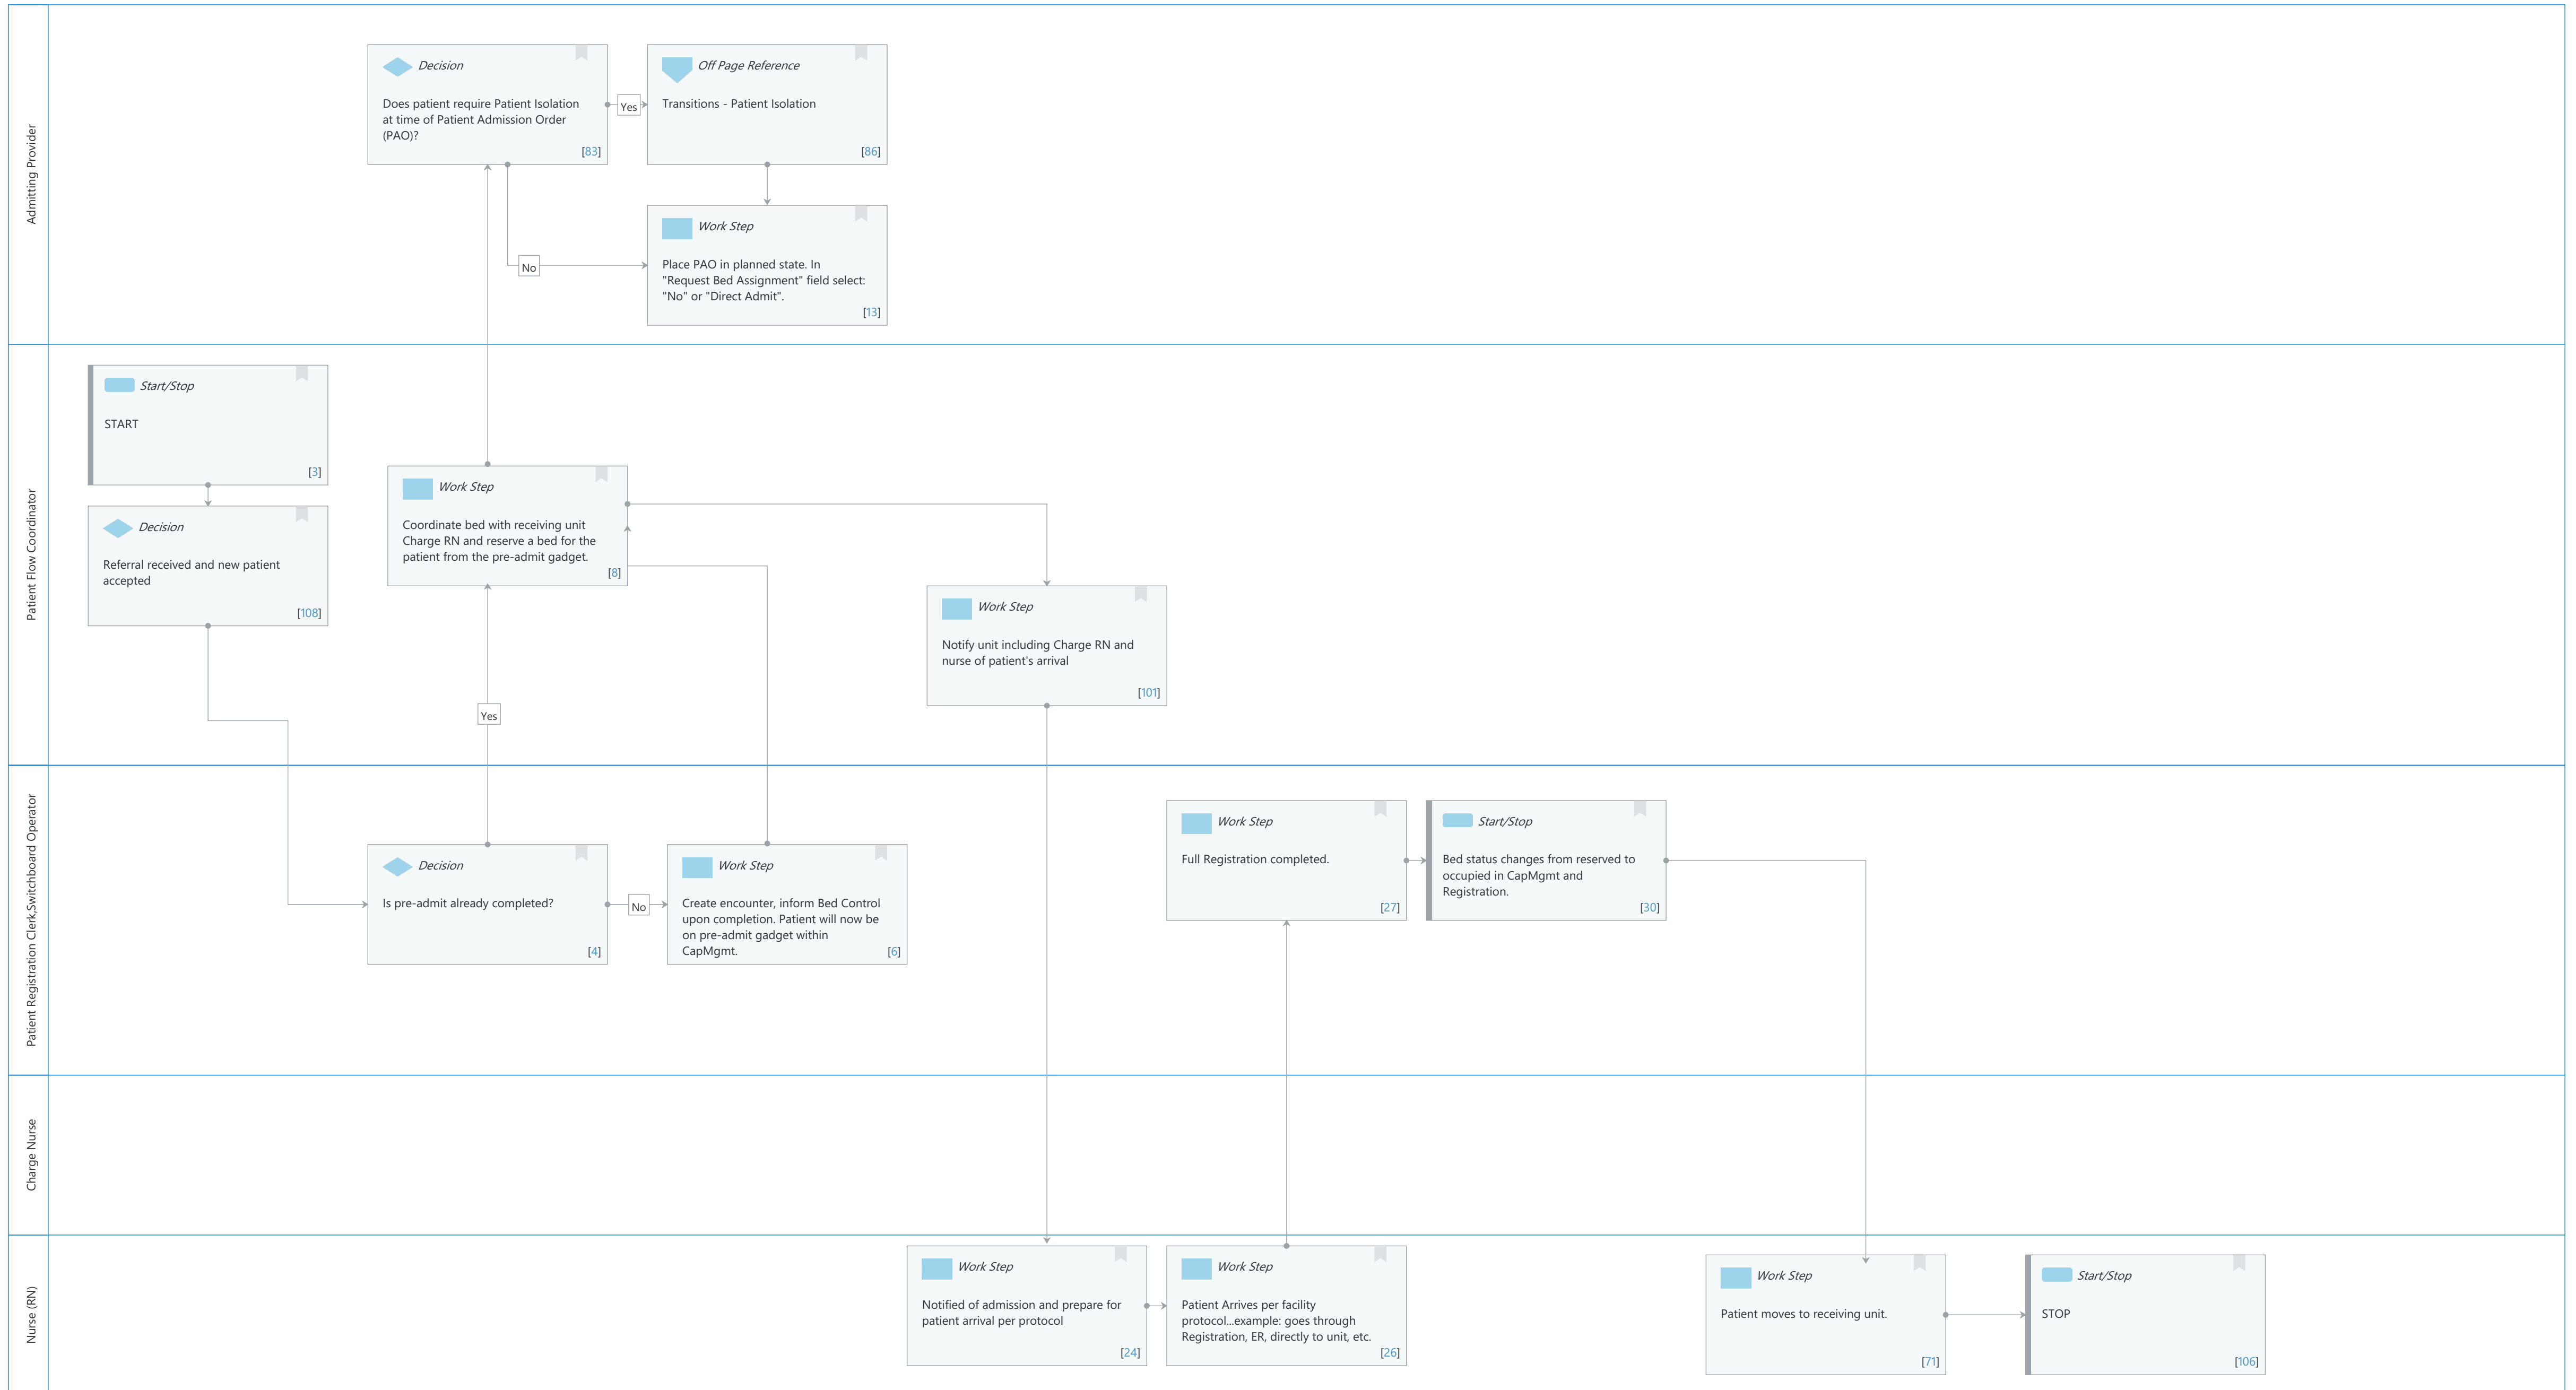 Admitting Provider
Decision
Does patient require Patient Isolation
at time of Patient Admission Order
(PAO)?
[83]
Yes
Off Page Reference
Transitions - Patient Isolation
[86]
No
Work Step
Place PAO in planned state. In
"Request Bed Assignment" field select:
"No" or "Direct Admit".
[13]
Patient Flow Coordinator
Start/Stop
START
[3]
Decision
Referral received and new patient
accepted
[108]
Work Step
Coordinate bed with receiving unit
Charge RN and reserve a bed for the
patient from the pre-admit gadget.
[8]
Work Step
Notify unit including Charge RN and
nurse of patient's arrival
[101]
Yes
Patient Registration Clerk,Switchboard Operator
Decision
Is pre-admit already completed?
[4]
No
Work Step
Create encounter, inform Bed Control
upon completion. Patient will now be
on pre-admit gadget within
CapMgmt.
[6]
Work Step
Full Registration completed.
[27]
Start/Stop
Bed status changes from reserved to
occupied in CapMgmt and
Registration.
[30]
Charge Nurse
Nurse (RN)
Work Step
Notified of admission and prepare for
patient arrival per protocol
[24]
Work Step
Patient Arrives per facility
protocol...example: goes through
Registration, ER, directly to unit, etc.
[26]
Work Step
Patient moves to receiving unit.
[71]
Start/Stop
STOP
[106]